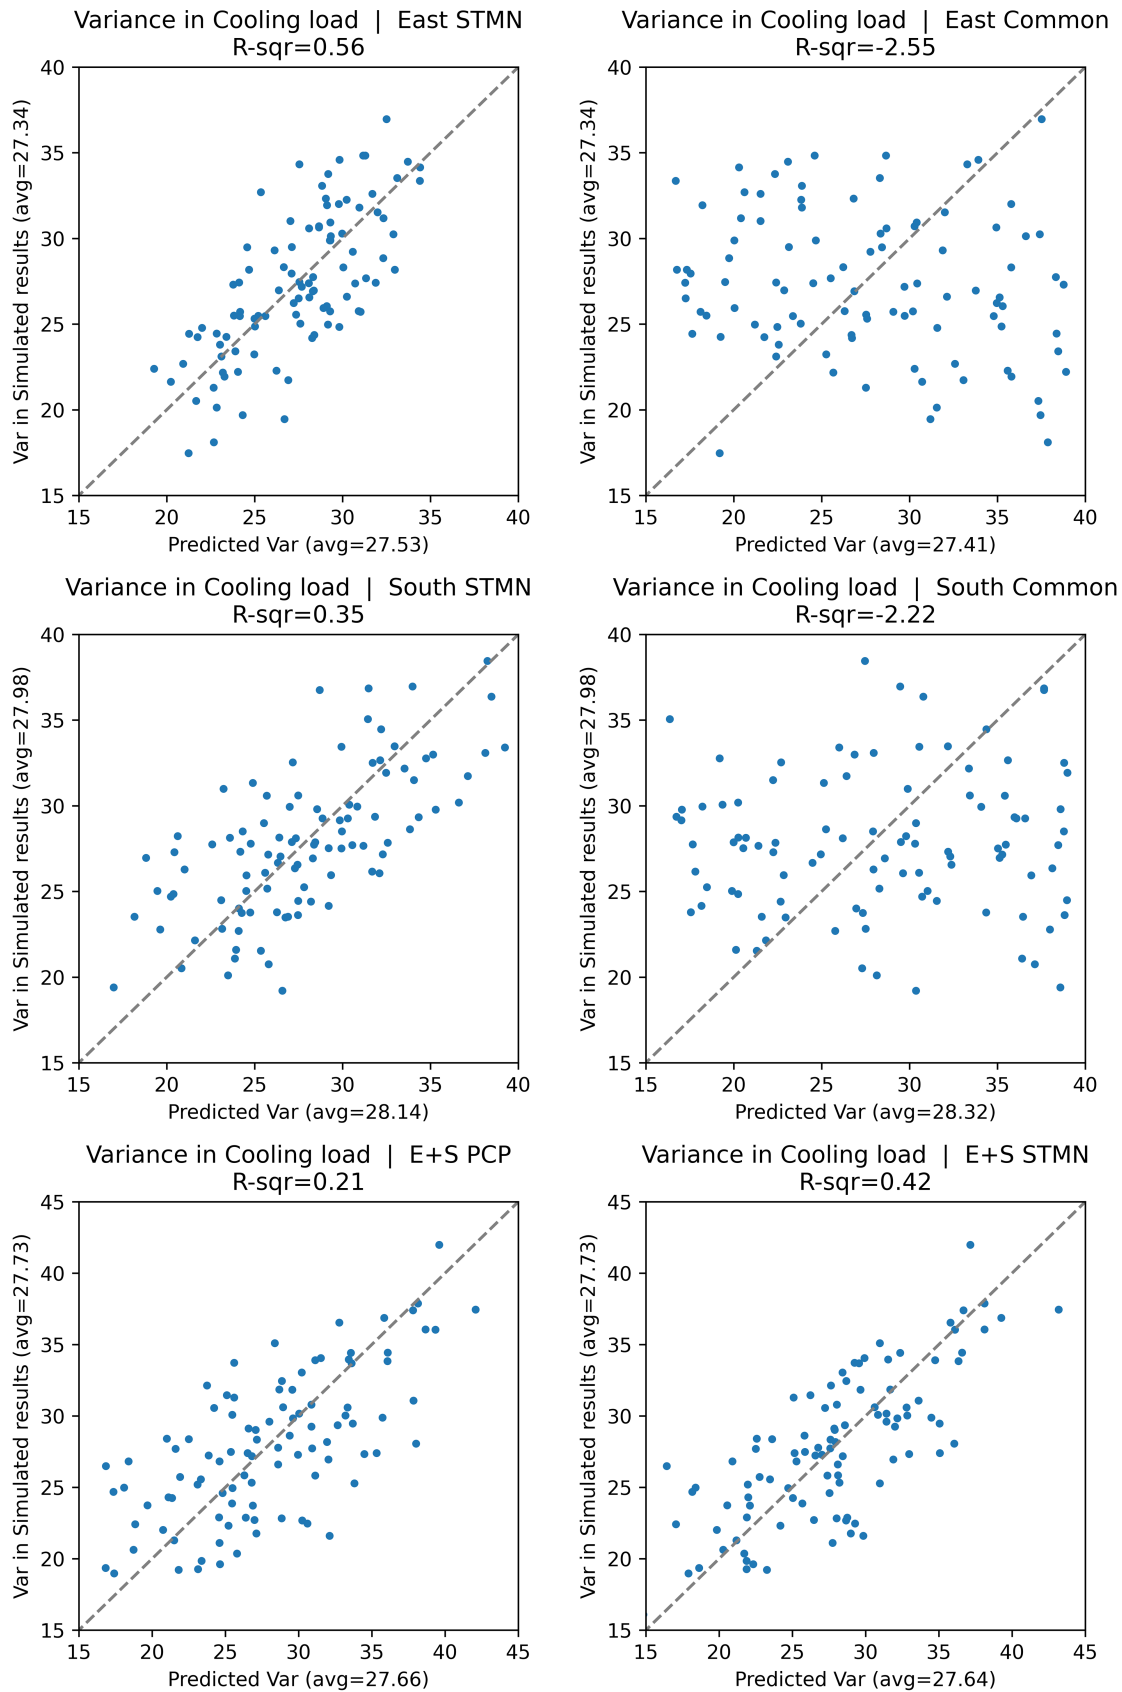 Variance in Cooling load | East STMN
R-sqr=0.56
Var in Simulated results (avg=27.34)
40
35
30
25
20
15
15 20 25 30 35 40
Predicted Var (avg=27.53)
Variance in Cooling load | East Common
R-sqr=-2.55
Var in Simulated results (avg=27.34)
40
35
30
25
20
15
15 20 25 30 35 40
Predicted Var (avg=27.41)
Variance in Cooling load | South STMN
R-sqr=0.35
Var in Simulated results (avg=27.98)
40
35
30
25
20
15
15 20 25 30 35 40
Predicted Var (avg=28.14)
Variance in Cooling load | South Common
R-sqr=-2.22
Var in Simulated results (avg=27.98)
40
35
30
25
20
15
15 20 25 30 35 40
Predicted Var (avg=28.32)
Variance in Cooling load | E+S PCP
R-sqr=0.21
Var in Simulated results (avg=27.73)
45
40
35
30
25
20
15
15 20 25 30 35 40 45
Predicted Var (avg=27.66)
Variance in Cooling load | E+S STMN
R-sqr=0.42
Var in Simulated results (avg=27.73)
45
40
35
30
25
20
15
15 20 25 30 35 40 45
Predicted Var (avg=27.64)